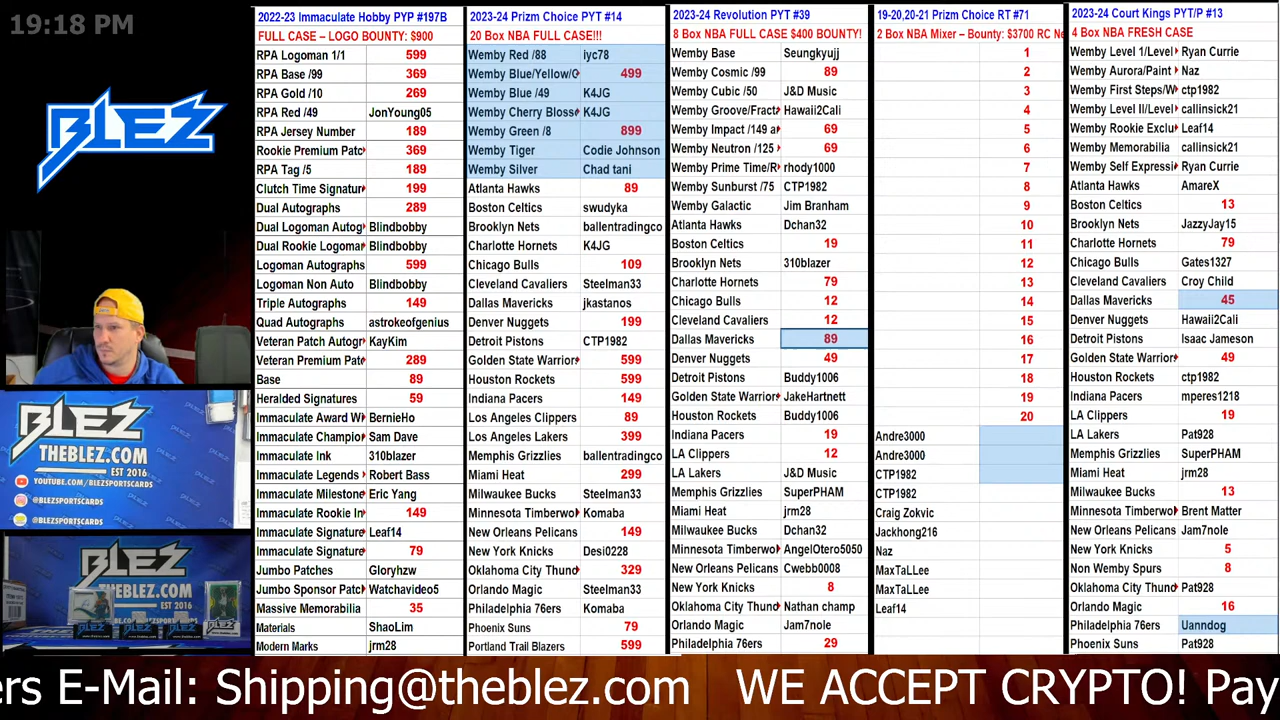 19:18 PM
BLEZ
BLEZ
THEBLEZ.COM
EST 2016
YOUTUBE.COM/BLEZSPORTSCARDS
@BLEZSPORTSCARDS
@BLEZSPORTSCARDS
BLEZ
THEBLEZ.COM
EST 2016
2022-23 Immaculate Hobby PYP #197B
FULL CASE – LOGO BOUNTY: $900
RPA Logoman 1/1 599
RPA Base /99 369
RPA Gold /10 269
RPA Red /49 JonYoung05
RPA Jersey Number 189
Rookie Premium Patc 369
RPA Tag /5 189
Clutch Time Signatur 199
Dual Autographs 289
Dual Logoman Autog Blindbobby
Dual Rookie Logomar Blindbobby
Logoman Autographs 599
Logoman Non Auto Blindbobby
Triple Autographs 149
Quad Autographs astrokeofgenius
Veteran Patch Autogr KayKim
Veteran Premium Pat 289
Base 89
Heralded Signatures 59
Immaculate Award W BernieHo
Immaculate Champio Sam Dave
Immaculate Ink 310blazer
Immaculate Legends Robert Bass
Immaculate Milestone Eric Yang
Immaculate Rookie In 149
Immaculate Signature Leaf14
Immaculate Signature 79
Jumbo Patches Gloryhzw
Jumbo Sponsor Patc Watchavideo5
Massive Memorabilia 35
Materials ShaoLim
Modern Marks jrm28
2023-24 Prizm Choice PYT #14
20 Box NBA FULL CASE!!!
Wemby Red /88 iyc78
Wemby Blue/Yellow/G 499
Wemby Blue /49 K4JG
Wemby Cherry Blosso K4JG
Wemby Green /8 899
Wemby Tiger Codie Johnson
Wemby Silver Chad tani
Atlanta Hawks 89
Boston Celtics swudyka
Brooklyn Nets ballentradingco
Charlotte Hornets K4JG
Chicago Bulls 109
Cleveland Cavaliers Steelman33
Dallas Mavericks jkastanos
Denver Nuggets 199
Detroit Pistons CTP1982
Golden State Warrior 599
Houston Rockets 599
Indiana Pacers 149
Los Angeles Clippers 89
Los Angeles Lakers 399
Memphis Grizzlies ballentradingco
Miami Heat 299
Milwaukee Bucks Steelman33
Minnesota Timberwo Komaba
New Orleans Pelicans 149
New York Knicks Desi0228
Oklahoma City Thund 329
Orlando Magic Steelman33
Philadelphia 76ers Komaba
Phoenix Suns 79
Portland Trail Blazers 599
2023-24 Revolution PYT #39
8 Box NBA FULL CASE $400 BOUNTY!
Wemby Base Seungkyujj
Wemby Cosmic /99 89
Wemby Cubic /50 J&D Music
Wemby Groove/Fract Hawaii2Cali
Wemby Impact /149 a 69
Wemby Neutron /125 69
Wemby Prime Time/R rhody1000
Wemby Sunburst /75 CTP1982
Wemby Galactic Jim Branham
Atlanta Hawks Dchan32
Boston Celtics 19
Brooklyn Nets 310blazer
Charlotte Hornets 79
Chicago Bulls 12
Cleveland Cavaliers 12
Dallas Mavericks 89
Denver Nuggets 49
Detroit Pistons Buddy1006
Golden State Warrior JakeHartnett
Houston Rockets Buddy1006
Indiana Pacers 19
LA Clippers 12
LA Lakers J&D Music
Memphis Grizzlies SuperPHAM
Miami Heat jrm28
Milwaukee Bucks Dchan32
Minnesota Timberwo AngelOtero5050
New Orleans Pelicans Cwebb0008
New York Knicks 8
Oklahoma City Thund Nathan champ
Orlando Magic Jam7nole
Philadelphia 76ers 29
19-20,20-21 Prizm Choice RT #71
2 Box NBA Mixer – Bounty: $3700 RC Ne
1
2
3
4
5
6
7
8
9
10
11
12
13
14
15
16
17
18
19
20
Andre3000
Andre3000
CTP1982
CTP1982
Craig Zokvic
Jackhong216
Naz
MaxTaLLee
MaxTaLLee
Leaf14
2023-24 Court Kings PYT/P #13
4 Box NBA FRESH CASE
Wemby Level 1/Level Ryan Currie
Wemby Aurora/Paint Naz
Wemby First Steps/W ctp1982
Wemby Level II/Level callinsick21
Wemby Rookie Exclu Leaf14
Wemby Memorabilia callinsick21
Wemby Self Expressi Ryan Currie
Atlanta Hawks AmareX
Boston Celtics 13
Brooklyn Nets JazzyJay15
Charlotte Hornets 79
Chicago Bulls Gates1327
Cleveland Cavaliers Croy Child
Dallas Mavericks 45
Denver Nuggets Hawaii2Cali
Detroit Pistons Isaac Jameson
Golden State Warrior 49
Houston Rockets ctp1982
Indiana Pacers mperes1218
LA Clippers 19
LA Lakers Pat928
Memphis Grizzlies SuperPHAM
Miami Heat jrm28
Milwaukee Bucks 13
Minnesota Timberwo Brent Matter
New Orleans Pelicans Jam7nole
New York Knicks 5
Non Wemby Spurs 8
Oklahoma City Thund Pat928
Orlando Magic 16
Philadelphia 76ers Uanndog
Phoenix Suns Pat928
ers E-Mail: Shipping@theblez.com WE ACCEPT CRYPTO! Pay